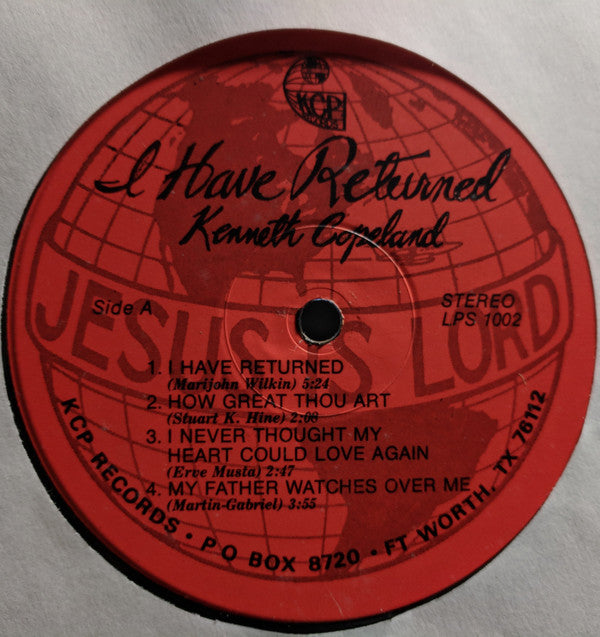 KCP
I Have Returned
Kenneth Copeland
JESUS IS LORD
Side A
STEREO
LPS 1002
1. I HAVE RETURNED
(Marijohn Wilkin) 5:24
2. HOW GREAT THOU ART
(Stuart K. Hine) 2:08
3. I NEVER THOUGHT MY
HEART COULD LOVE AGAIN
(Erve Musta) 2:47
4. MY FATHER WATCHES OVER ME
(Martin-Gabriel) 3:55
KCP RECORDS • P O BOX 8720 • FT WORTH, TX 76112